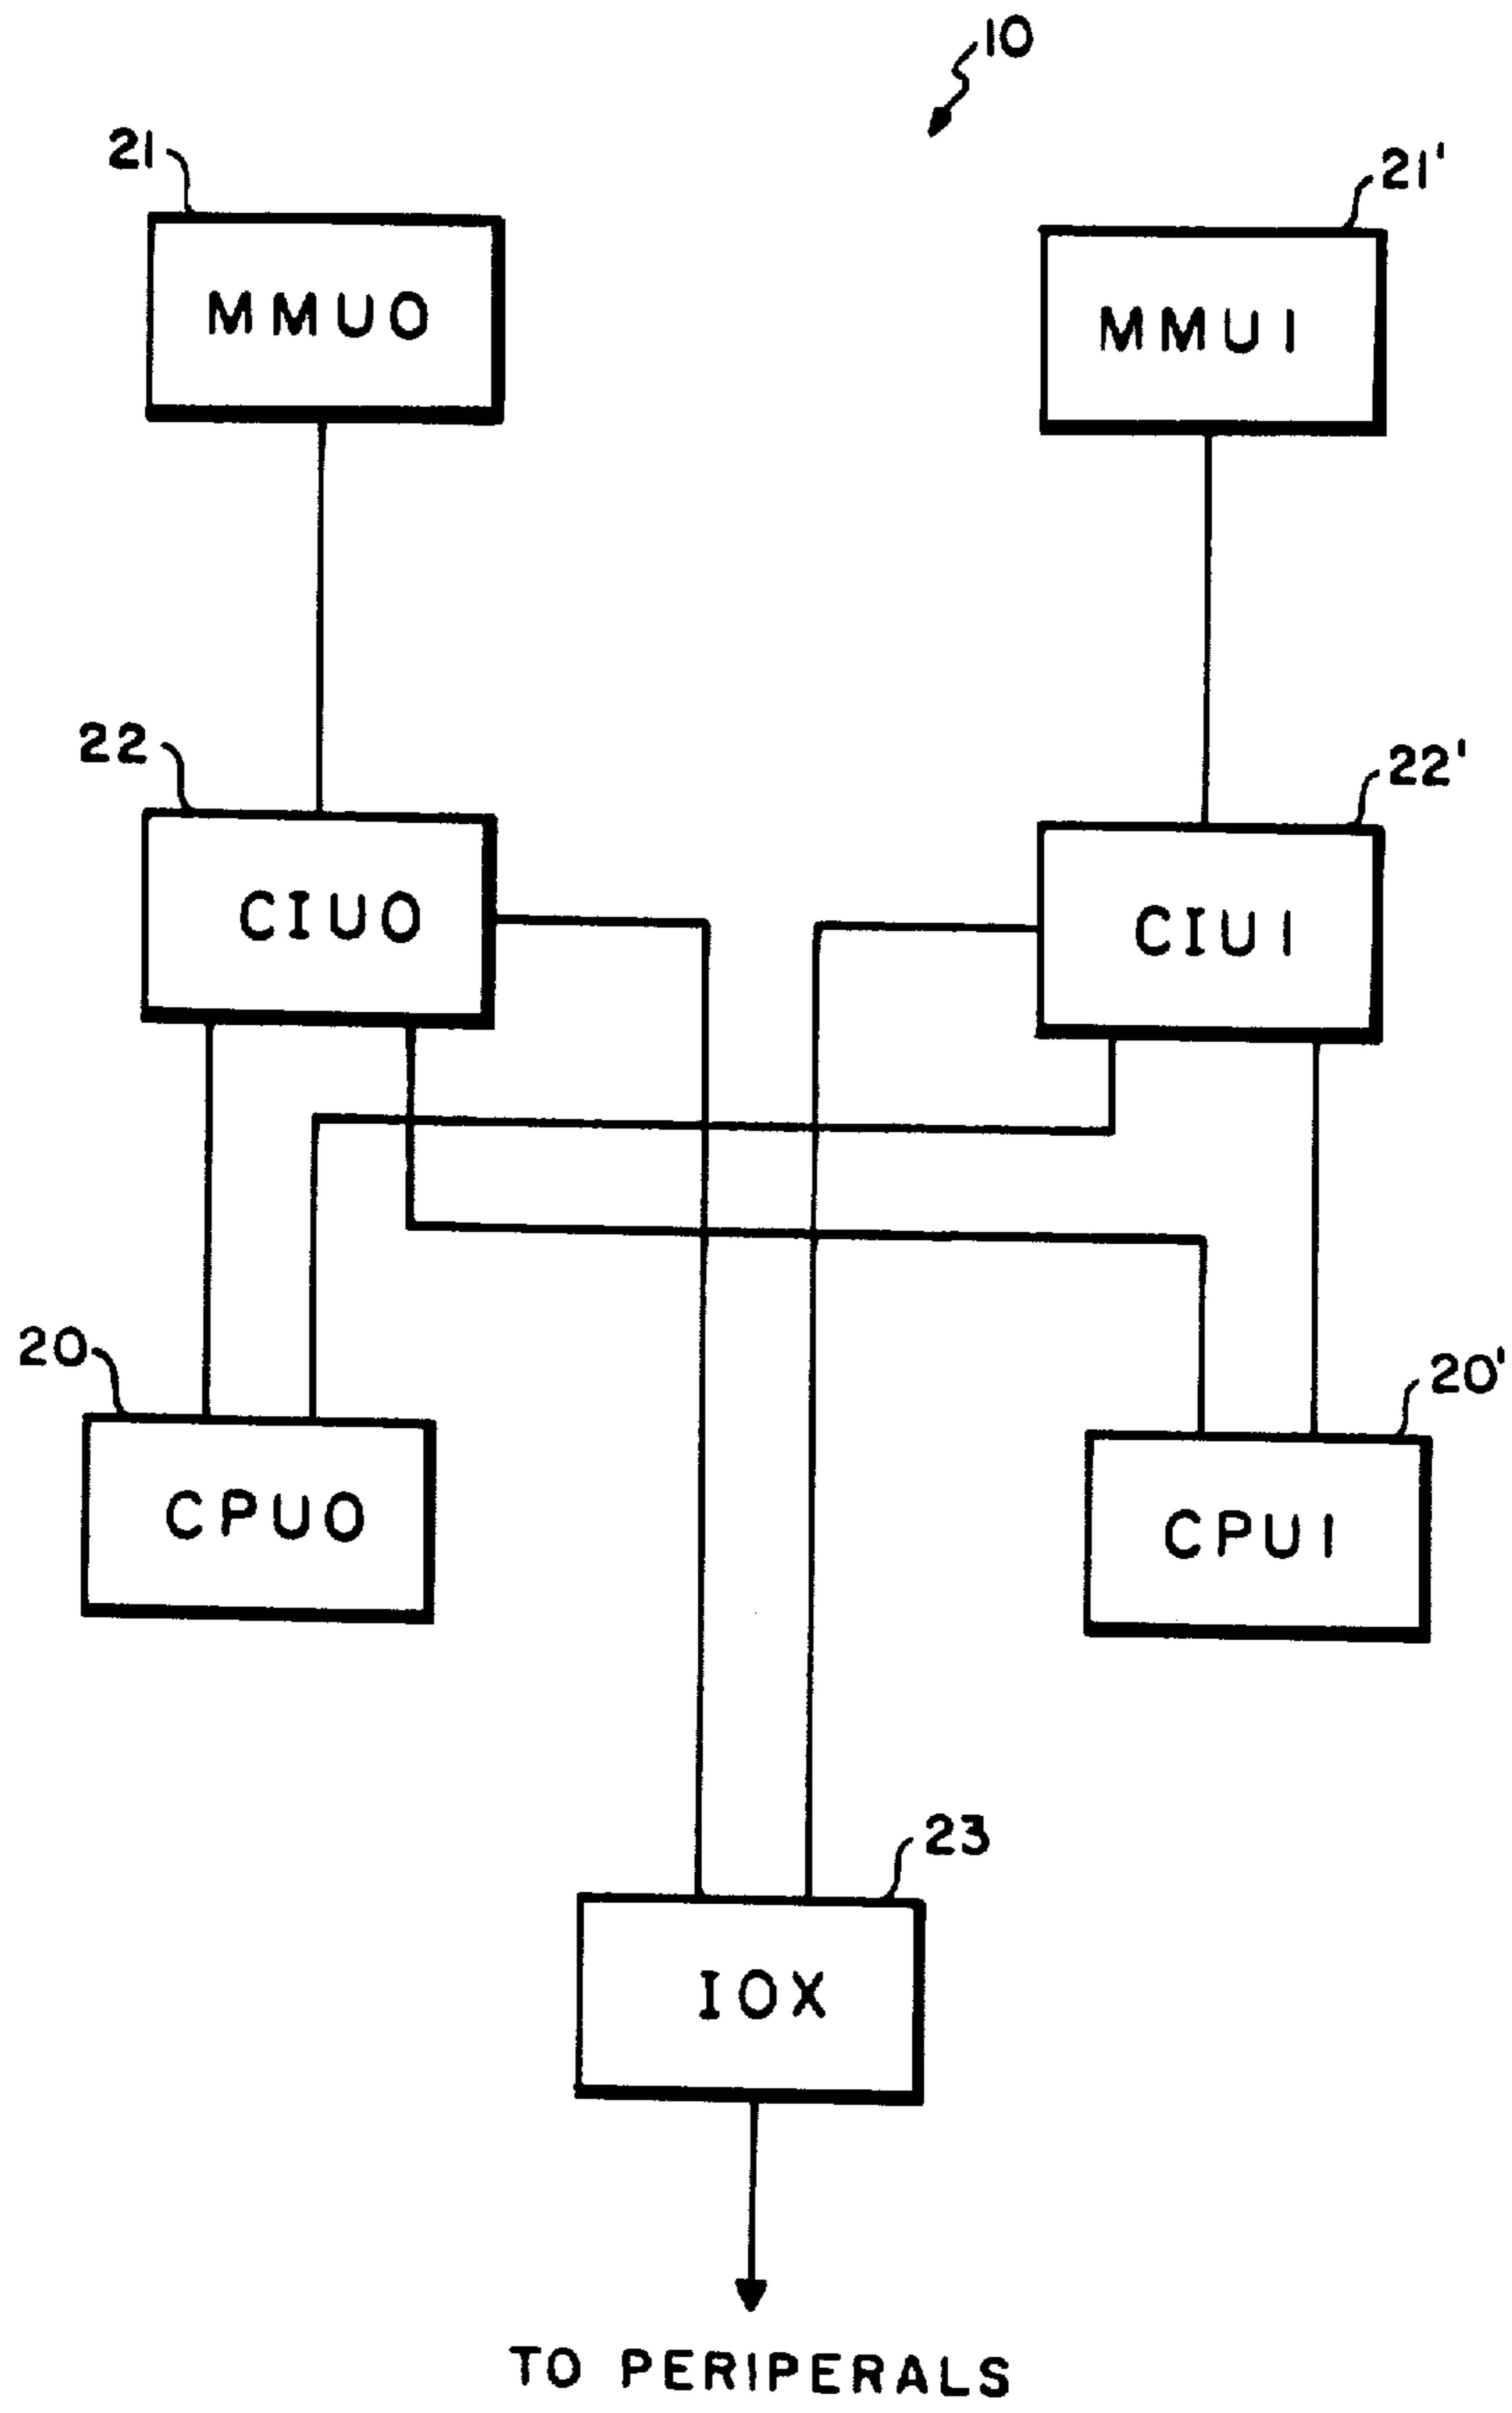 10
21
21'
MMU0
MMU1
22
22'
CIU0
CIU1
20
20'
CPU0
CPU1
23
IOX
TO PERIPERALS